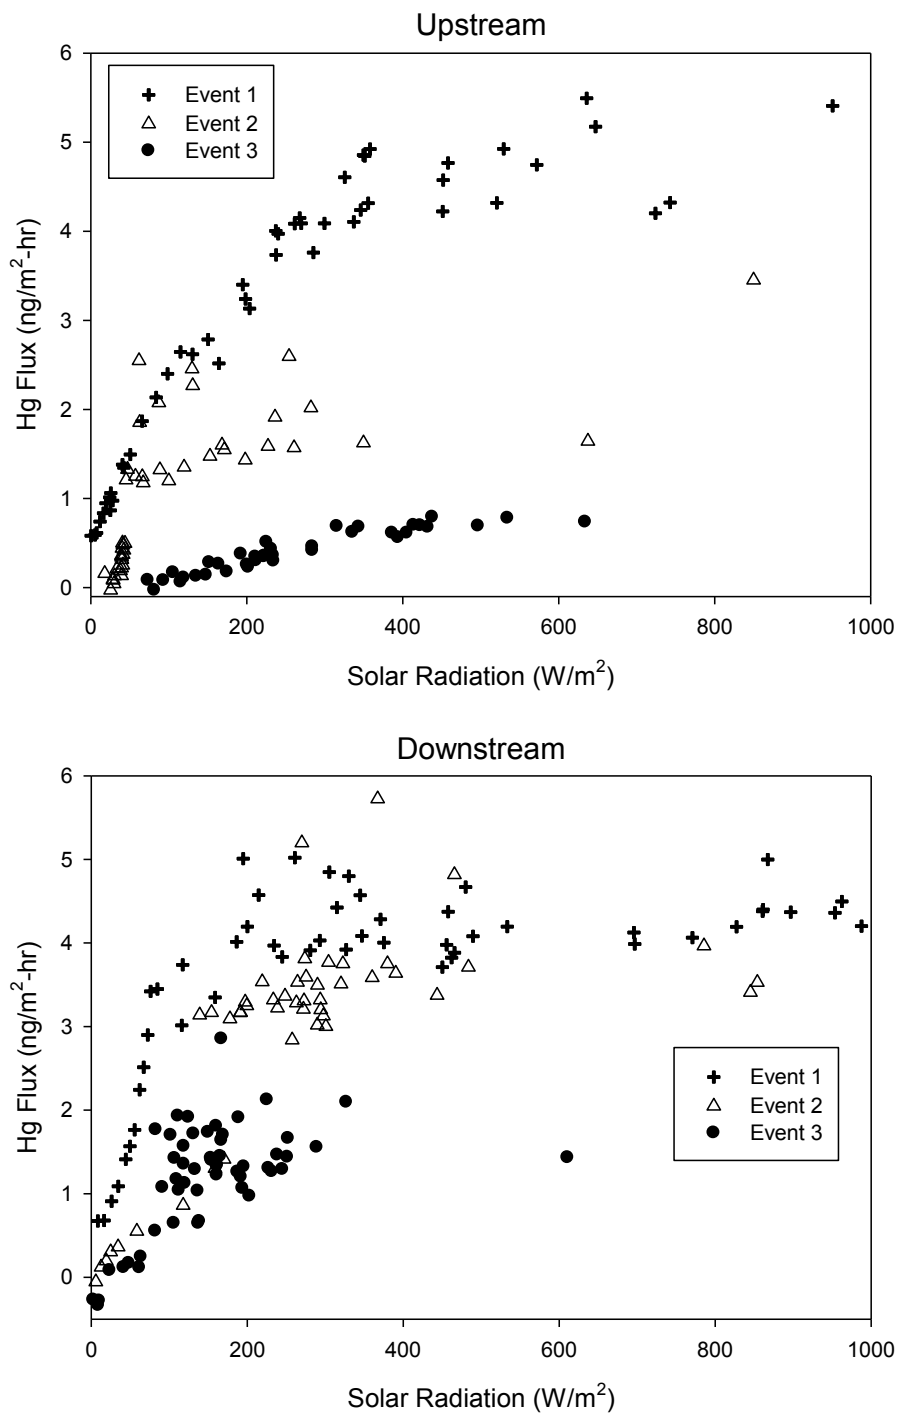 Upstream
6
5
4
3
2
1
0
Event 1
Event 2
Event 3
Hg Flux (ng/m²-hr)
0 200 400 600 800 1000
Solar Radiation (W/m²)
Downstream
6
5
4
3
2
1
0
Hg Flux (ng/m²-hr)
Event 1
Event 2
Event 3
0 200 400 600 800 1000
Solar Radiation (W/m²)